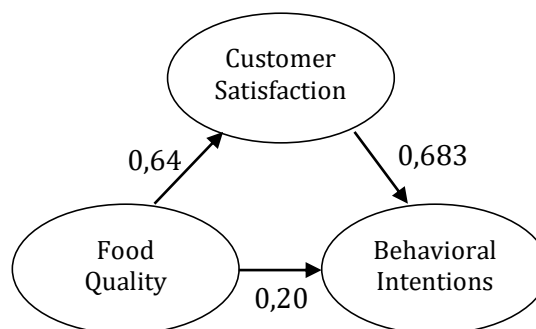 Customer
Satisfaction
0,64
0,683
Food
Quality
Behavioral
Intentions
0,20